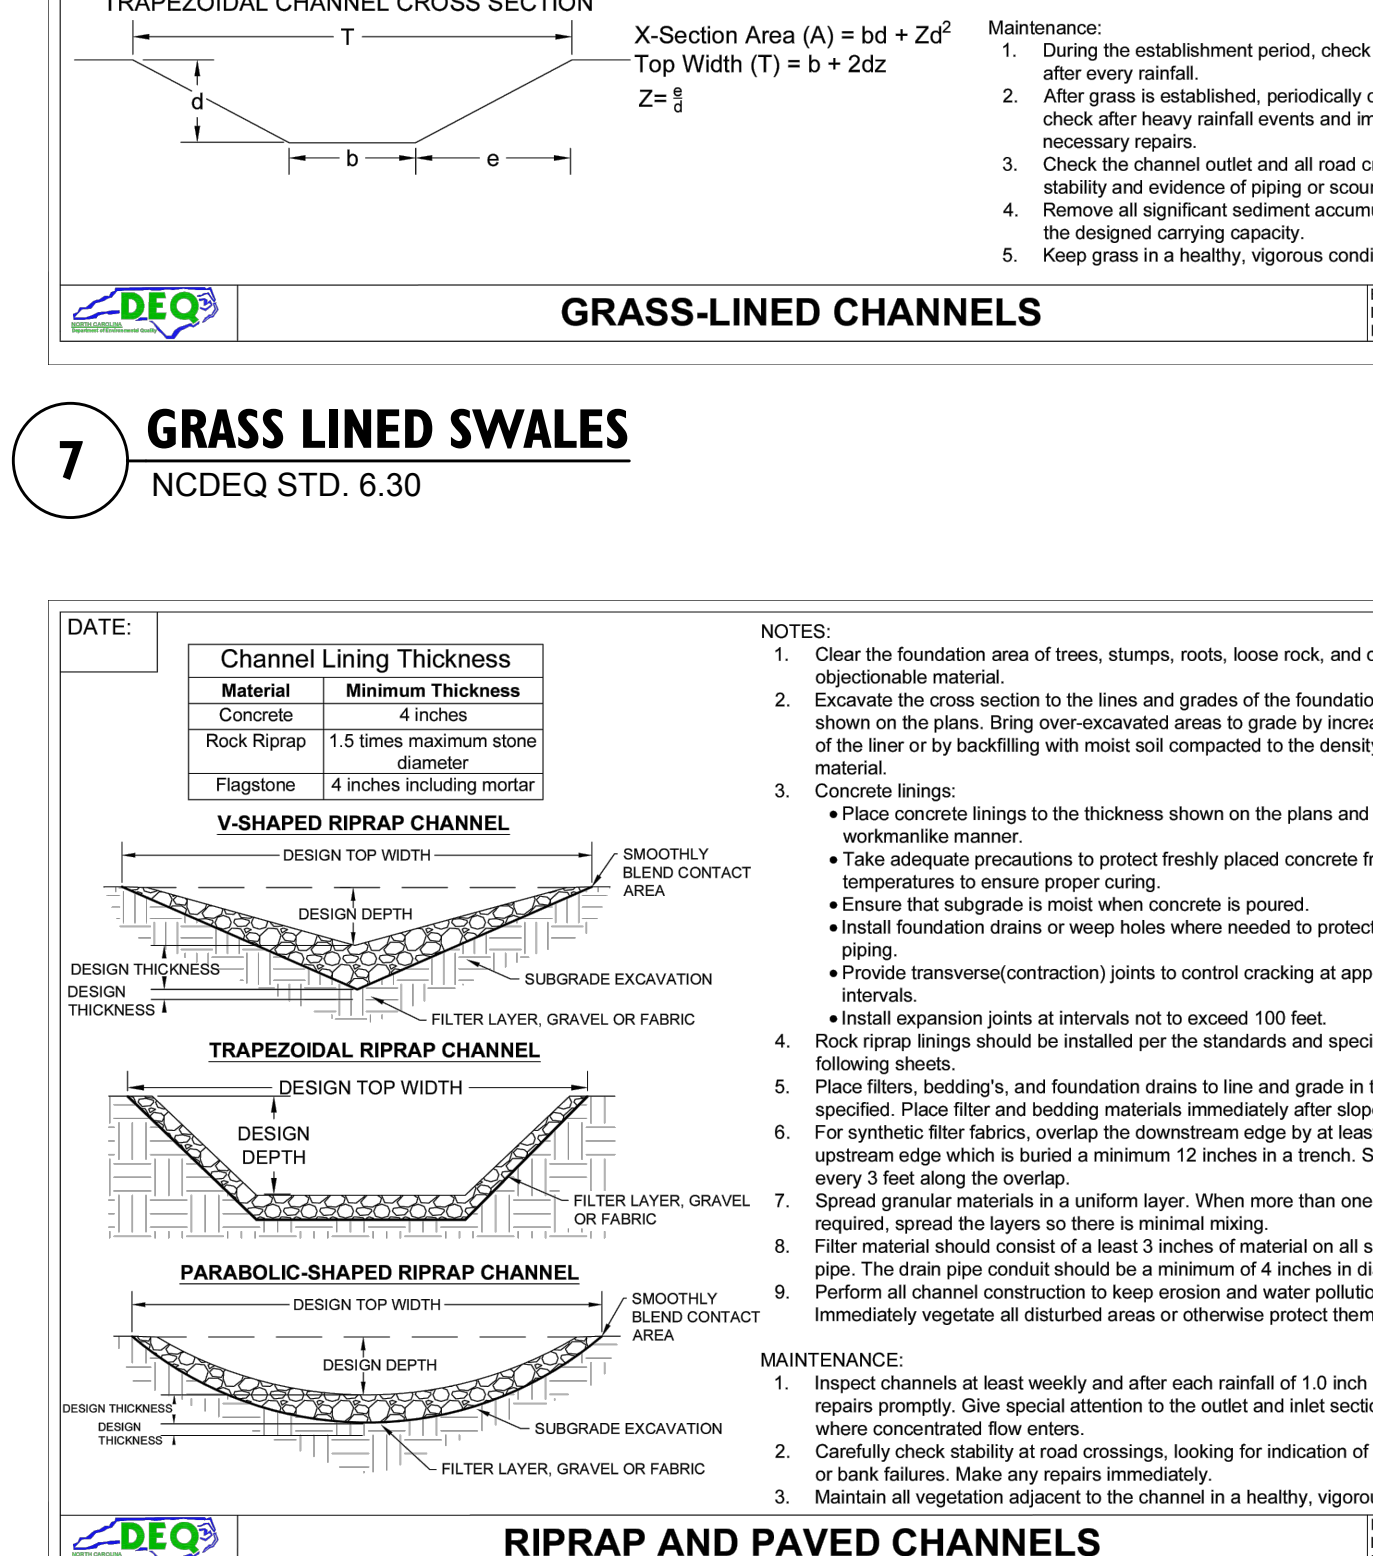 TRAPEZOIDAL CHANNEL CROSS SECTION
T
d
b
e
X-Section Area (A) = bd + Zd²
Top Width (T) = b + 2dz
Z= e/d
Maintenance:
1. During the establishment period, check
after every rainfall.
2. After grass is established, periodically
check after heavy rainfall events and
necessary repairs.
3. Check the channel outlet and all road
stability and evidence of piping or
4. Remove all significant sediment
the designed carrying capacity.
5. Keep grass in a healthy, vigorous
DEQ
NORTH CAROLINA
Department of Environmental Quality
GRASS-LINED CHANNELS
7
GRASS LINED SWALES
NCDEQ STD. 6.30
DATE:
Channel Lining Thickness
Material Minimum Thickness
Concrete 4 inches
Rock Riprap 1.5 times maximum stone
diameter
Flagstone 4 inches including mortar
V-SHAPED RIPRAP CHANNEL
DESIGN TOP WIDTH
SMOOTHLY
BLEND CONTACT
AREA
DESIGN DEPTH
DESIGN THICKNESS
DESIGN
THICKNESS
SUBGRADE EXCAVATION
FILTER LAYER, GRAVEL OR FABRIC
TRAPEZOIDAL RIPRAP CHANNEL
DESIGN TOP WIDTH
DESIGN
DEPTH
FILTER LAYER, GRAVEL
OR FABRIC
PARABOLIC-SHAPED RIPRAP CHANNEL
DESIGN TOP WIDTH
SMOOTHLY
BLEND CONTACT
AREA
DESIGN DEPTH
DESIGN THICKNESS
DESIGN
THICKNESS
SUBGRADE EXCAVATION
FILTER LAYER, GRAVEL OR FABRIC
NOTES:
1. Clear the foundation area of trees, stumps, roots, loose rock, and
objectionable material.
2. Excavate the cross section to the lines and grades of the
shown on the plans. Bring over-excavated areas to grade by
of the liner or by backfilling with moist soil compacted to the
material.
3. Concrete linings:
• Place concrete linings to the thickness shown on the plans and
workmanlike manner.
• Take adequate precautions to protect freshly placed concrete
temperatures to ensure proper curing.
• Ensure that subgrade is moist when concrete is poured.
• Install foundation drains or weep holes where needed to protect
piping.
• Provide transverse(contraction) joints to control cracking at
intervals.
• Install expansion joints at intervals not to exceed 100 feet.
4. Rock riprap linings should be installed per the standards and
following sheets.
5. Place filters, bedding's, and foundation drains to line and grade in
specified. Place filter and bedding materials immediately after
6. For synthetic filter fabrics, overlap the downstream edge by at
upstream edge which is buried a minimum 12 inches in a trench.
every 3 feet along the overlap.
7. Spread granular materials in a uniform layer. When more than one
required, spread the layers so there is minimal mixing.
8. Filter material should consist of a least 3 inches of material on all
pipe. The drain pipe conduit should be a minimum of 4 inches in
9. Perform all channel construction to keep erosion and water
Immediately vegetate all disturbed areas or otherwise protect them
MAINTENANCE:
1. Inspect channels at least weekly and after each rainfall of 1.0 inch
repairs promptly. Give special attention to the outlet and inlet
where concentrated flow enters.
2. Carefully check stability at road crossings, looking for indication of
or bank failures. Make any repairs immediately.
3. Maintain all vegetation adjacent to the channel in a healthy,
DEQ
NORTH CAROLINA
RIPRAP AND PAVED CHANNELS